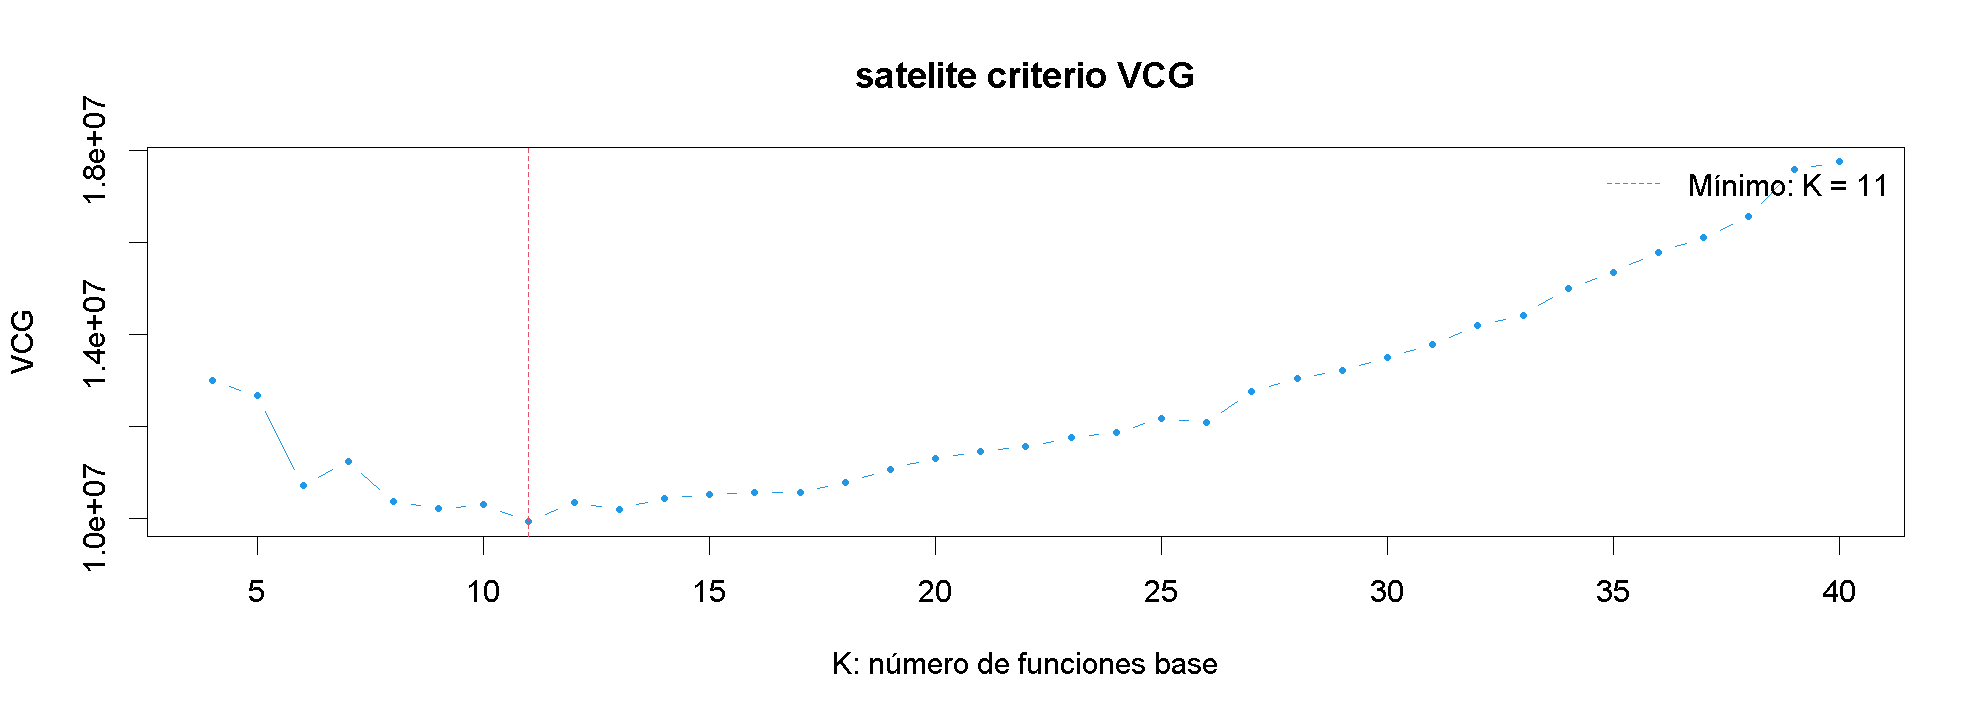 satelite criterio VCG
1.8e+07
1.4e+07
1.0e+07
VCG
Mínimo: K = 11
5 10 15 20 25 30 35 40
K: número de funciones base